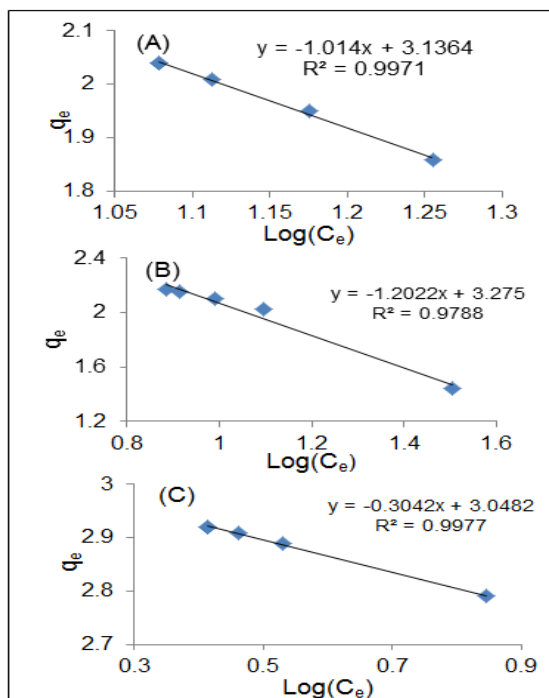 2.1
(A)
y = -1.014x + 3.1364
R² = 0.9971
2
qe
1.9
1.8
1.05 1.1 1.15 1.2 1.25 1.3
Log(Ce)
2.4
(B)
y = -1.2022x + 3.275
R² = 0.9788
2
qe
1.6
1.2
0.8 1 1.2 1.4 1.6
Log(Ce)
3
(C)
y = -0.3042x + 3.0482
R² = 0.9977
2.9
qe
2.8
2.7
0.3 0.5 0.7 0.9
Log(Ce)